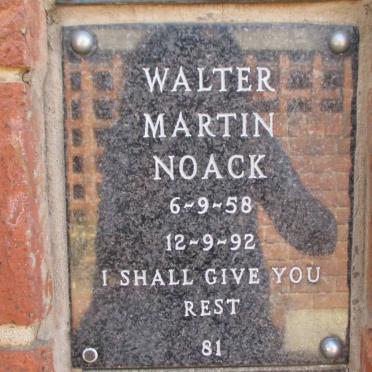 WALTER
MARTIN
NOACK
6-9-58
12-9-92
I SHALL GIVE YOU
REST
81